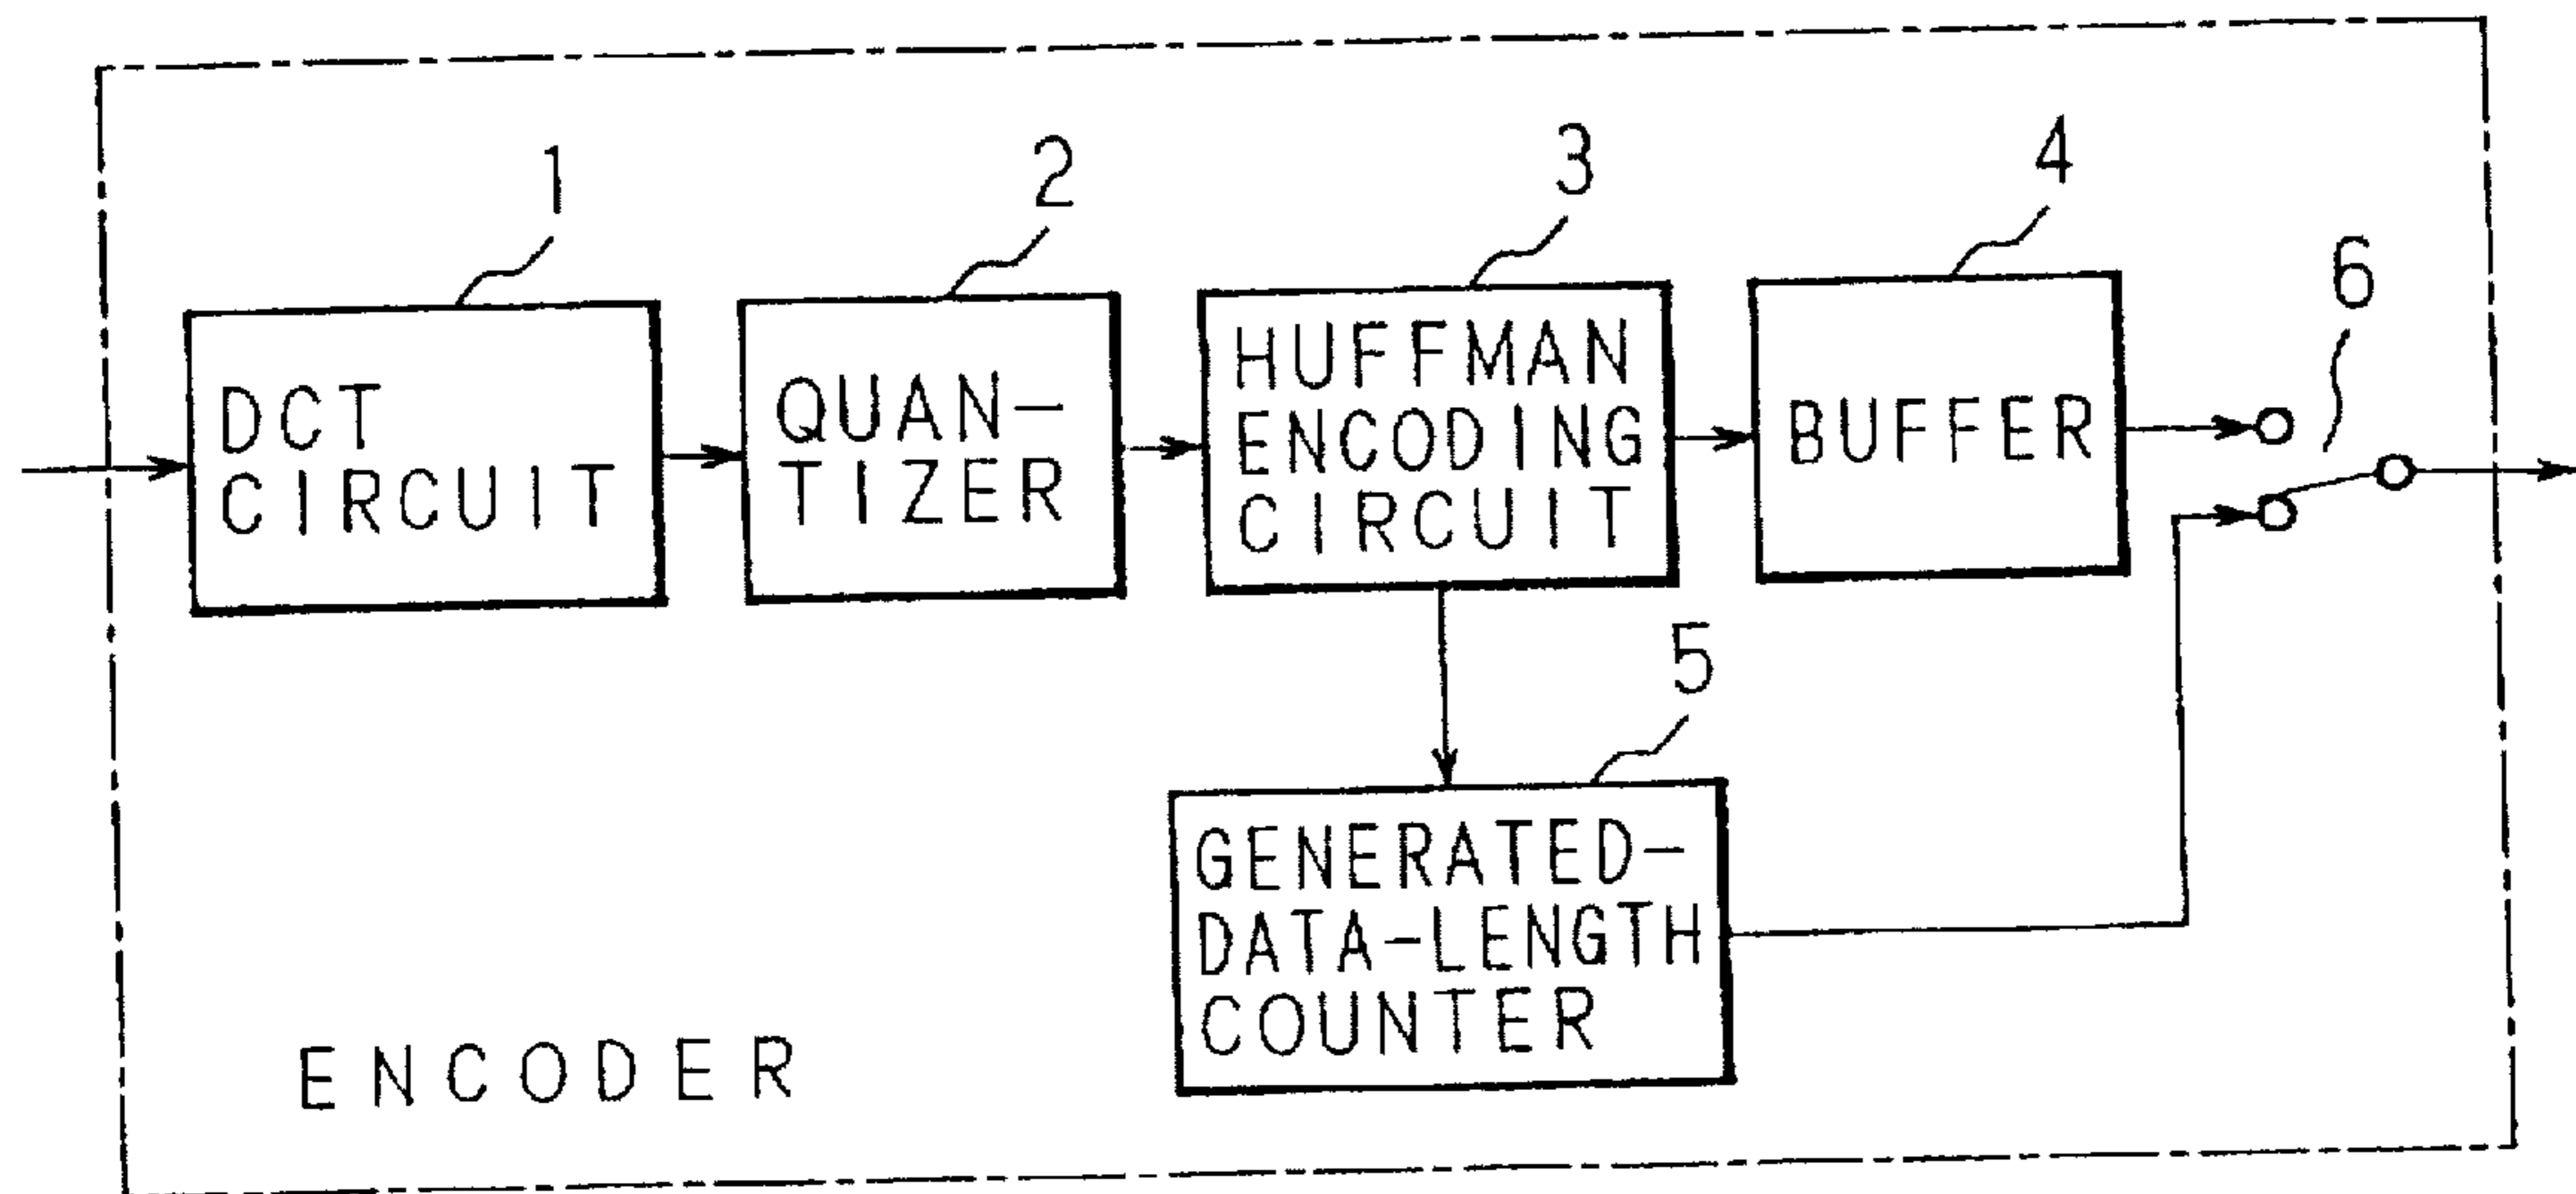 1
2
3
4
6
DCT
CIRCUIT
QUAN-
TIZER
HUFFMAN
ENCODING
CIRCUIT
BUFFER
5
GENERATED-
DATA-LENGTH
COUNTER
ENCODER